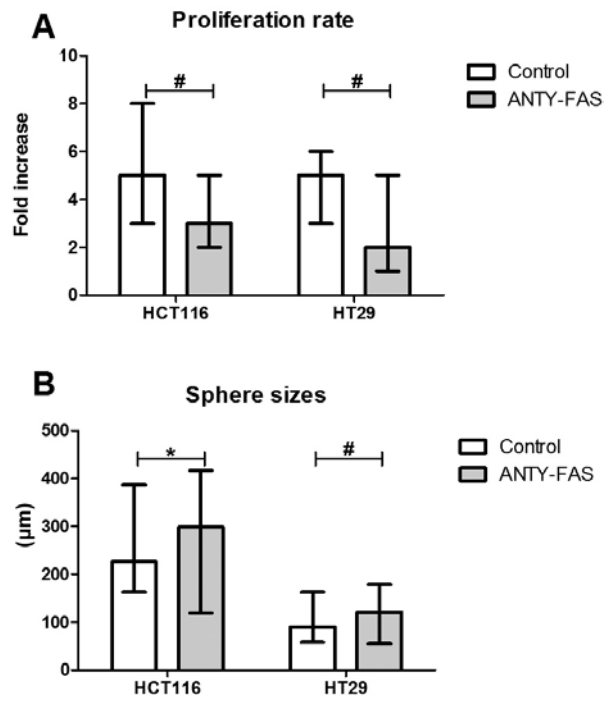 A
Proliferation rate
Fold increase
10
8
6
4
2
0
#
#
HCT116
HT29
Control
ANTY-FAS
B
Sphere sizes
(µm)
500
400
300
200
100
0
*
#
HCT116
HT29
Control
ANTY-FAS